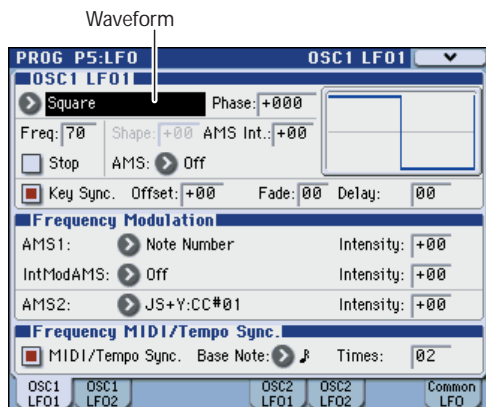 Waveform
PROG P5:LFO OSC1 LFO1
OSC1 LFO1
Square Phase: +000
Freq: 70 Shape: +00 AMS Int.: +00
Stop AMS: Off
Key Sync. Offset: +00 Fade: 00 Delay: 00
Frequency Modulation
AMS1: Note Number Intensity: +00
IntModAMS: Off Intensity: +00
AMS2: JS+Y:CC#01 Intensity: +00
Frequency MIDI/Tempo Sync.
MIDI/Tempo Sync. Base Note: Times: 02
OSC1 LFO1
OSC1 LFO2
OSC2 LFO1
OSC2 LFO2
Common LFO